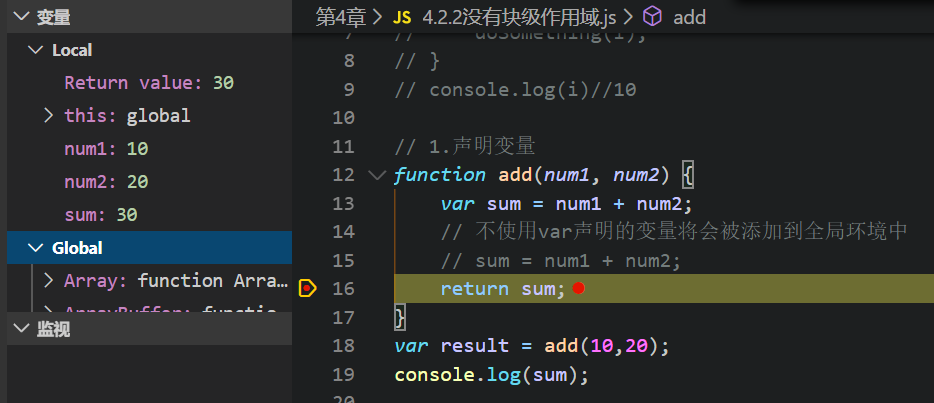 变量
Local
Return value: 30
this: global
num1: 10
num2: 20
sum: 30
Global
Array: function Arra...
ArrayBuffer: functio...
监视
第4章 > JS 4.2.2没有块级作用域.js > add
7 // doSomething(i);
8 // }
9 // console.log(i)//10
10
11 // 1.声明变量
12 function add(num1, num2) {
13 var sum = num1 + num2;
14 // 不使用var声明的变量将会被添加到全局环境中
15 // sum = num1 + num2;
16 return sum;
17 }
18 var result = add(10,20);
19 console.log(sum);
20